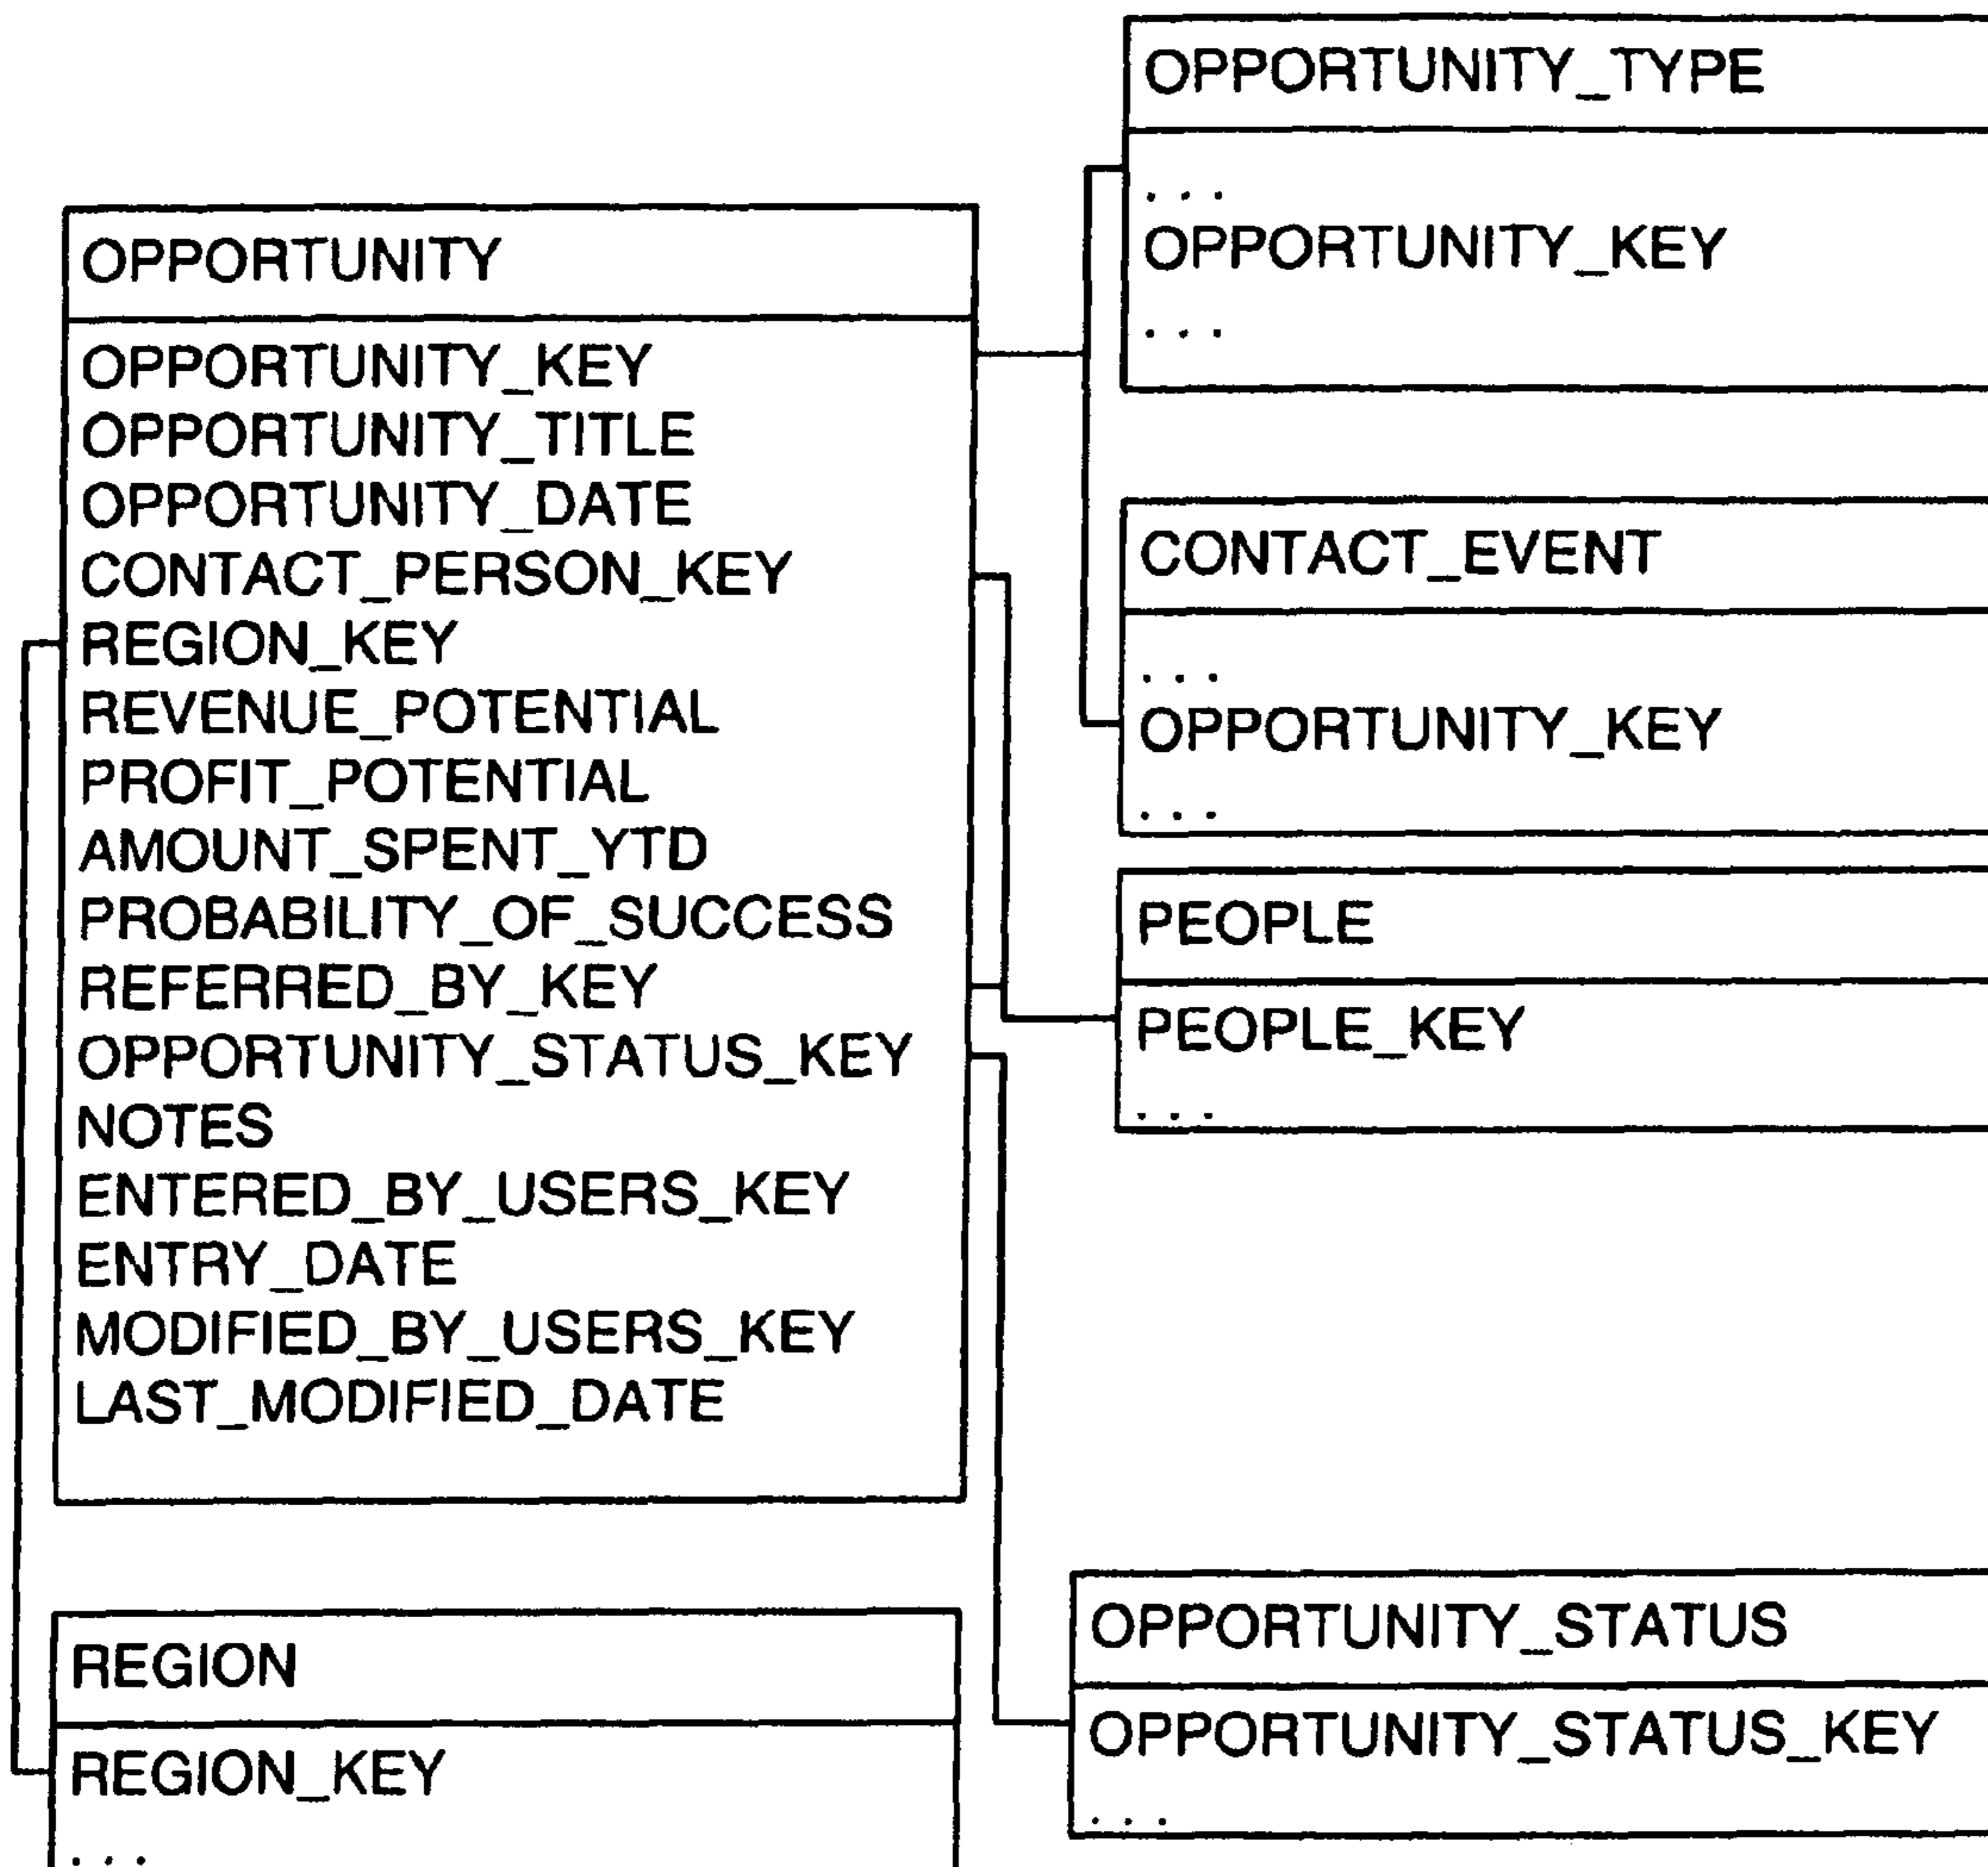 OPPORTUNITY
OPPORTUNITY_KEY
OPPORTUNITY_TITLE
OPPORTUNITY_DATE
CONTACT_PERSON_KEY
REGION_KEY
REVENUE_POTENTIAL
PROFIT_POTENTIAL
AMOUNT_SPENT_YTD
PROBABILITY_OF_SUCCESS
REFERRED_BY_KEY
OPPORTUNITY_STATUS_KEY
NOTES
ENTERED_BY_USERS_KEY
ENTRY_DATE
MODIFIED_BY_USERS_KEY
LAST_MODIFIED_DATE
REGION
REGION_KEY
. . .
OPPORTUNITY_TYPE
. . .
OPPORTUNITY_KEY
. . .
CONTACT_EVENT
. . .
OPPORTUNITY_KEY
. . .
PEOPLE
PEOPLE_KEY
. . .
OPPORTUNITY_STATUS
OPPORTUNITY_STATUS_KEY
. . .